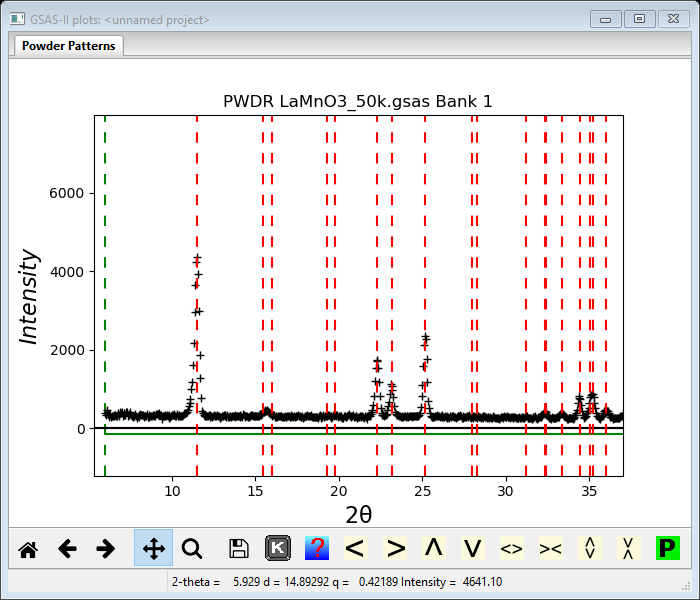 GSAS-II plots: <unnamed project>
Powder Patterns
PWDR LaMnO3_50k.gsas Bank 1
Intensity
6000
4000
2000
0
10 15 20 25 30 35
2θ
K ? < > Λ V <> >< P
2-theta = 5.929 d = 14.89292 q = 0.42189 Intensity = 4641.10